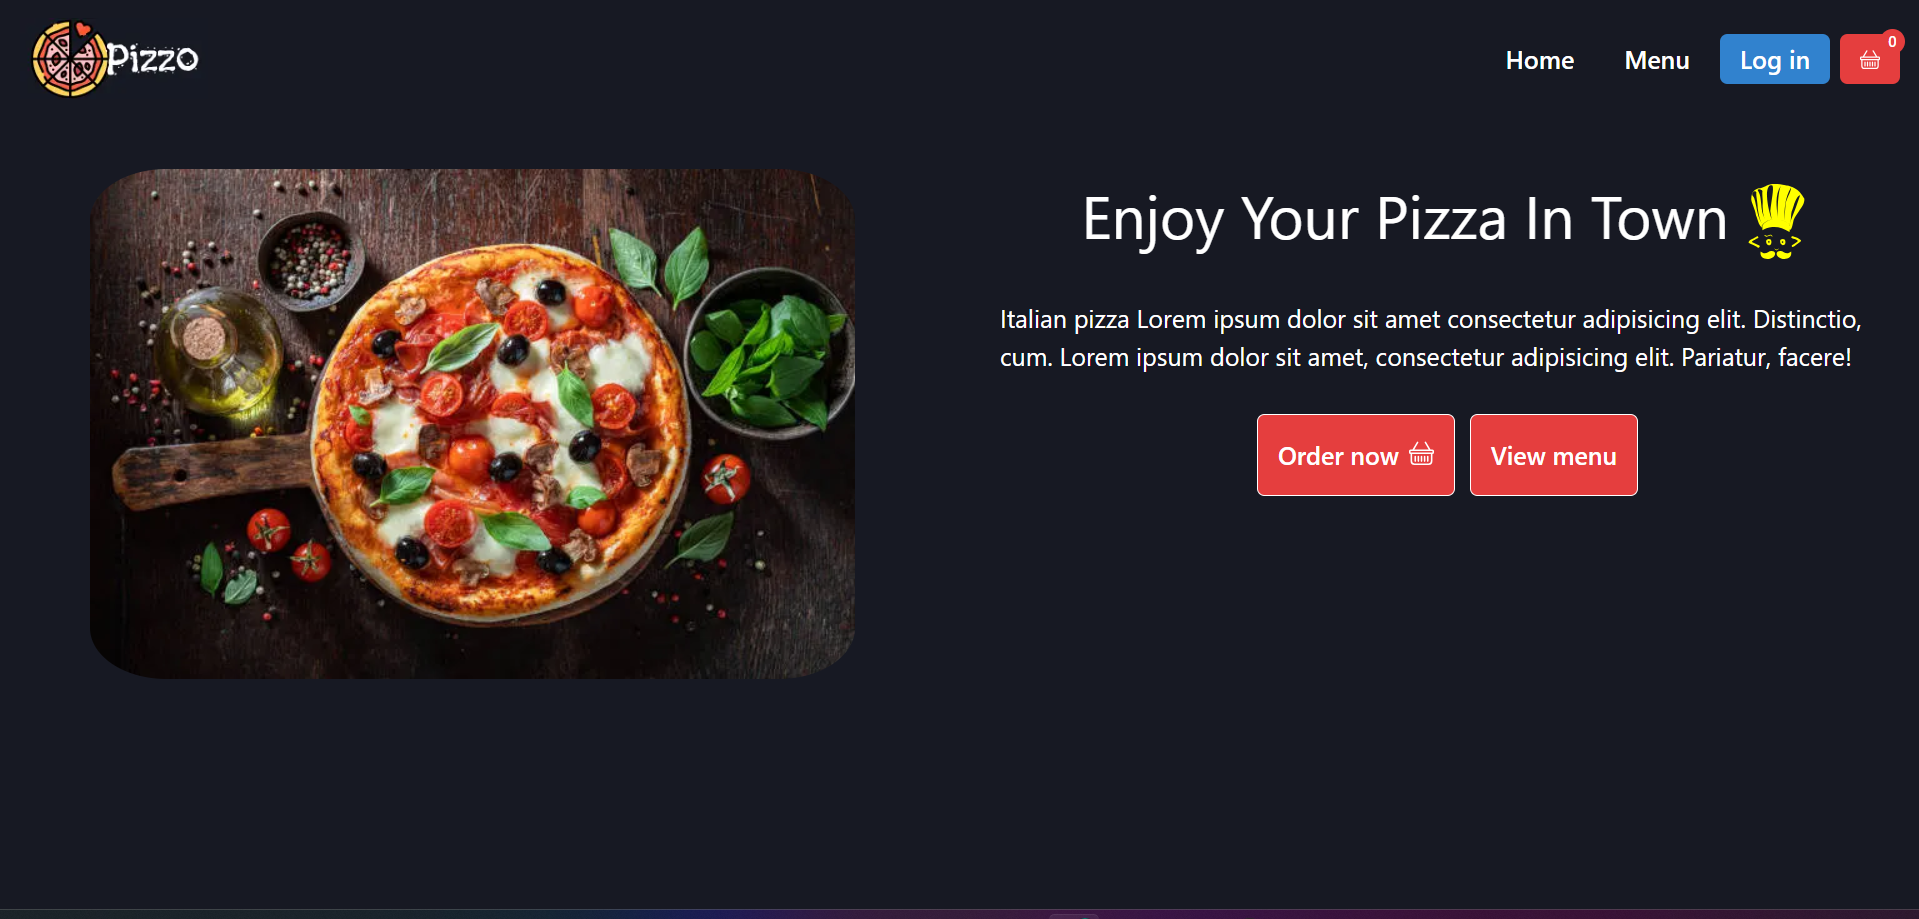 Pizzo
Home
Menu
Log in
0
Enjoy Your Pizza In Town
Italian pizza Lorem ipsum dolor sit amet consectetur adipisicing elit. Distinctio,
cum. Lorem ipsum dolor sit amet, consectetur adipisicing elit. Pariatur, facere!
Order now
View menu